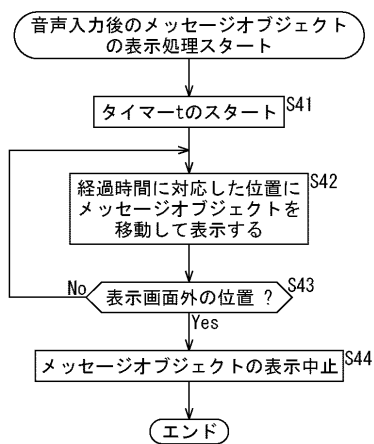 音声入力後のメッセージオブジェクト
の表示処理スタート
タイマーtのスタート
S41
経過時間に対応した位置に
メッセージオブジェクトを
移動して表示する
S42
表示画面外の位置 ?
S43
No
Yes
メッセージオブジェクトの表示中止
S44
エンド